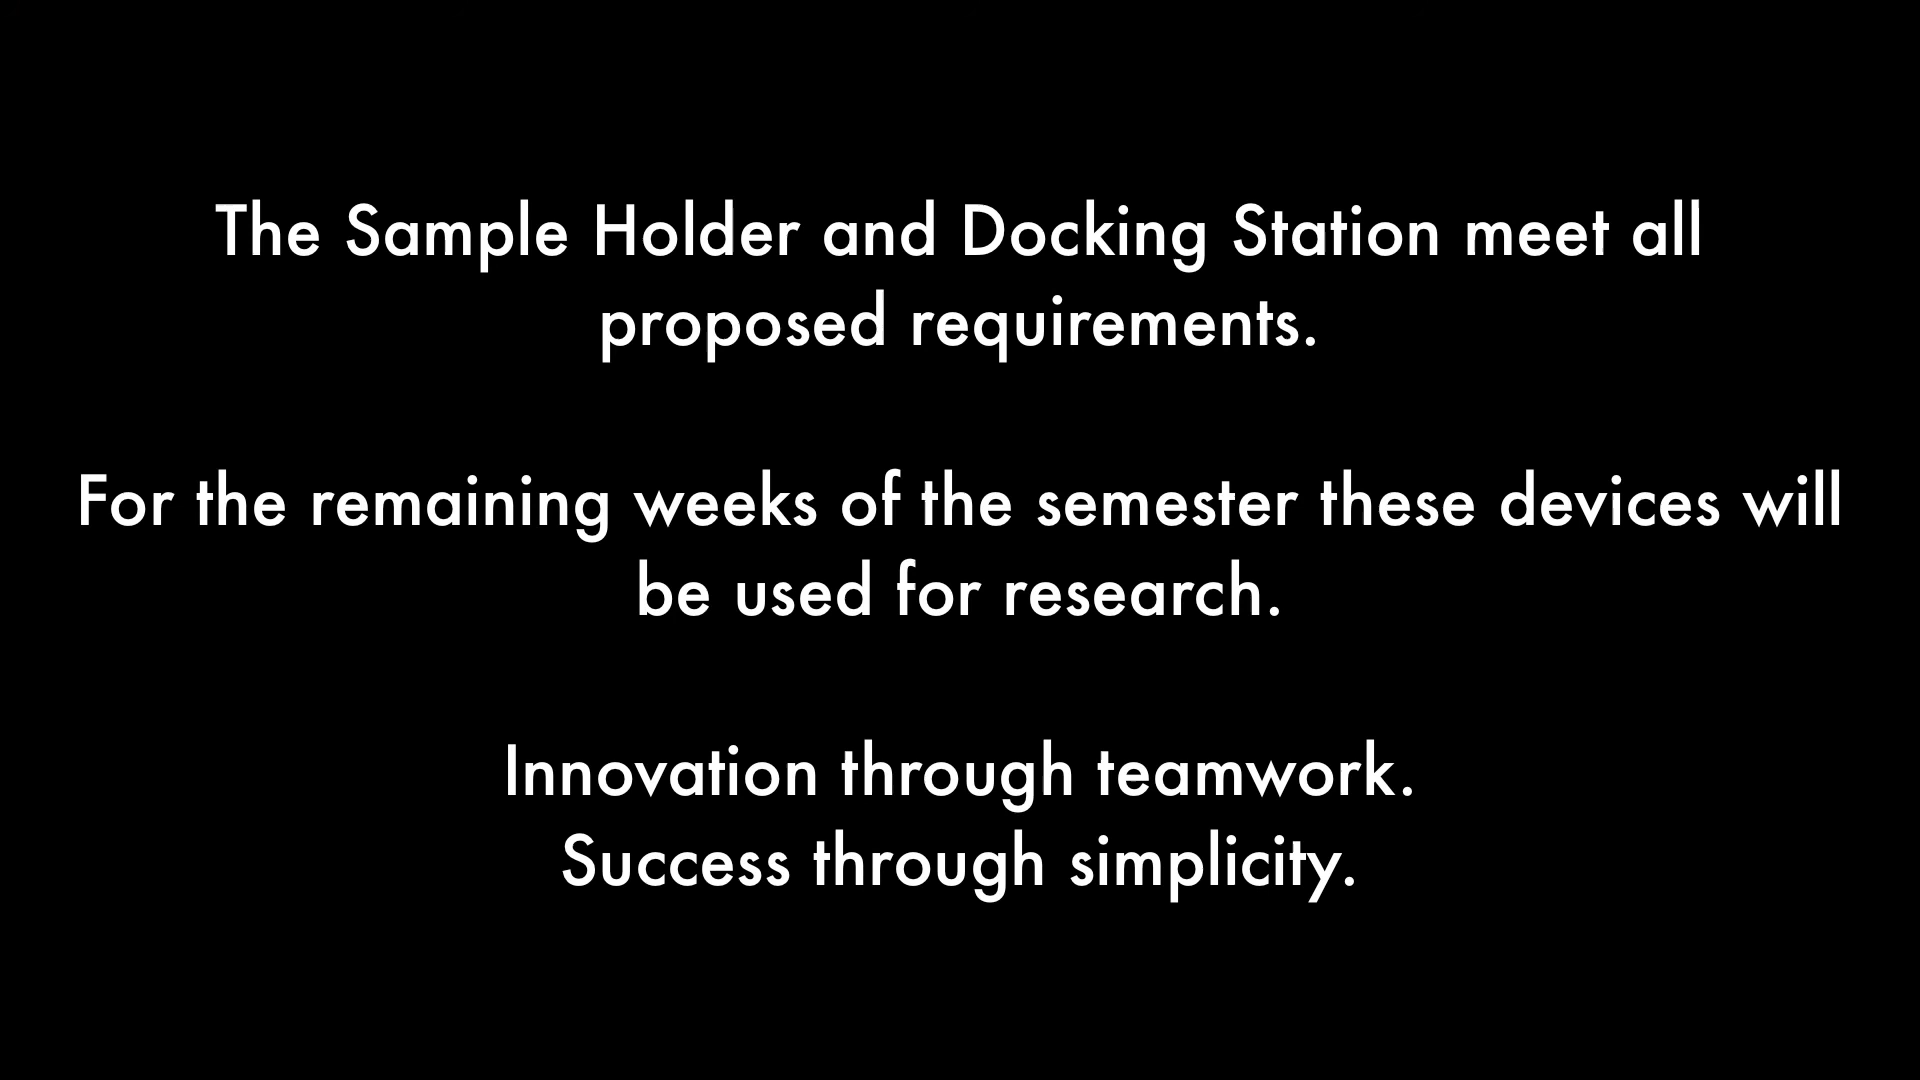 The Sample Holder and Docking Station meet all
proposed requirements.
For the remaining weeks of the semester these devices will
be used for research.
Innovation through teamwork.
Success through simplicity.